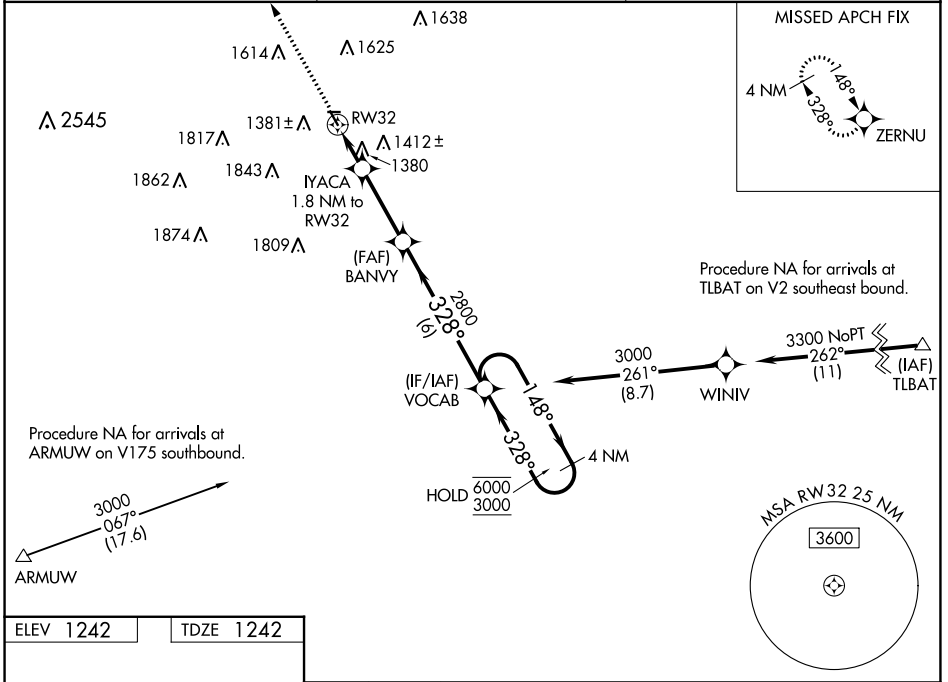 1638
1614
1625
MISSED APCH FIX
4 NM
148°
328°
ZERNU
2545
1817
1381±
RW32
1412±
1380
1862
1843
IYACA
1.8 NM to
RW32
1874
1809
(FAF)
BANVY
2800
328°
(6)
Procedure NA for arrivals at
TLBAT on V2 southeast bound.
3300 NoPT
262°
(11)
(IAF)
TLBAT
3000
261°
(8.7)
WINIV
(IF/IAF)
VOCAB
148°
328°
4 NM
HOLD 6000
3000
Procedure NA for arrivals at
ARMUW on V175 southbound.
3000
067°
(17.6)
ARMUW
MSA RW32 25 NM
3600
ELEV 1242
TDZE 1242